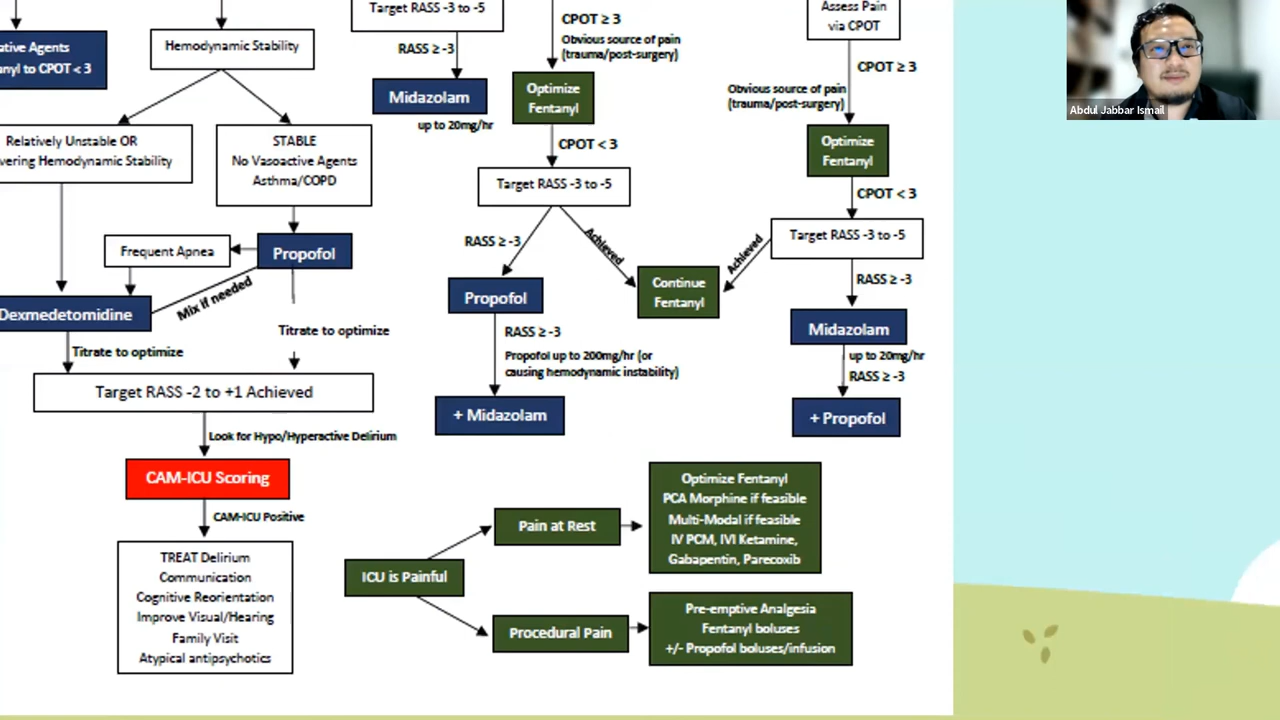 ative Agents
anyl to CPOT < 3
Hemodynamic Stability
Relatively Unstable OR
vering Hemodynamic Stability
STABLE
No Vasoactive Agents
Asthma/COPD
Frequent Apnea
Propofol
Mix if needed
Dexmedetomidine
Titrate to optimize
Titrate to optimize
Target RASS -2 to +1 Achieved
Look for Hypo/Hyperactive Delirium
CAM-ICU Scoring
CAM-ICU Positive
TREAT Delirium
Communication
Cognitive Reorientation
Improve Visual/Hearing
Family Visit
Atypical antipsychotics
Target RASS -3 to -5
RASS ≥ -3
Midazolam
up to 20mg/hr
CPOT ≥ 3
Obvious source of pain
(trauma/post-surgery)
Optimize
Fentanyl
CPOT < 3
Target RASS -3 to -5
RASS ≥ -3
Achieved
Propofol
RASS ≥ -3
Propofol up to 200mg/hr (or
causing hemodynamic instability)
+ Midazolam
Continue
Fentanyl
Assess Pain
via CPOT
CPOT ≥ 3
Obvious source of pain
(trauma/post-surgery)
Optimize
Fentanyl
CPOT < 3
Target RASS -3 to -5
Achieved
RASS ≥ -3
Midazolam
up to 20mg/hr
RASS ≥ -3
+ Propofol
ICU is Painful
Pain at Rest
Optimize Fentanyl
PCA Morphine if feasible
Multi-Modal if feasible
IV PCM, IVI Ketamine,
Gabapentin, Parecoxib
Procedural Pain
Pre-emptive Analgesia
Fentanyl boluses
+/- Propofol boluses/infusion
Abdul Jabbar Ismail